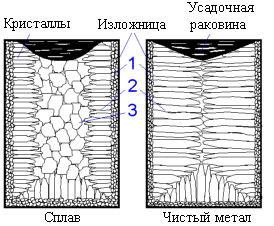 Усадочная
раковина
Кристаллы
Изложница
1
2
3
Сплав
Чистый метал